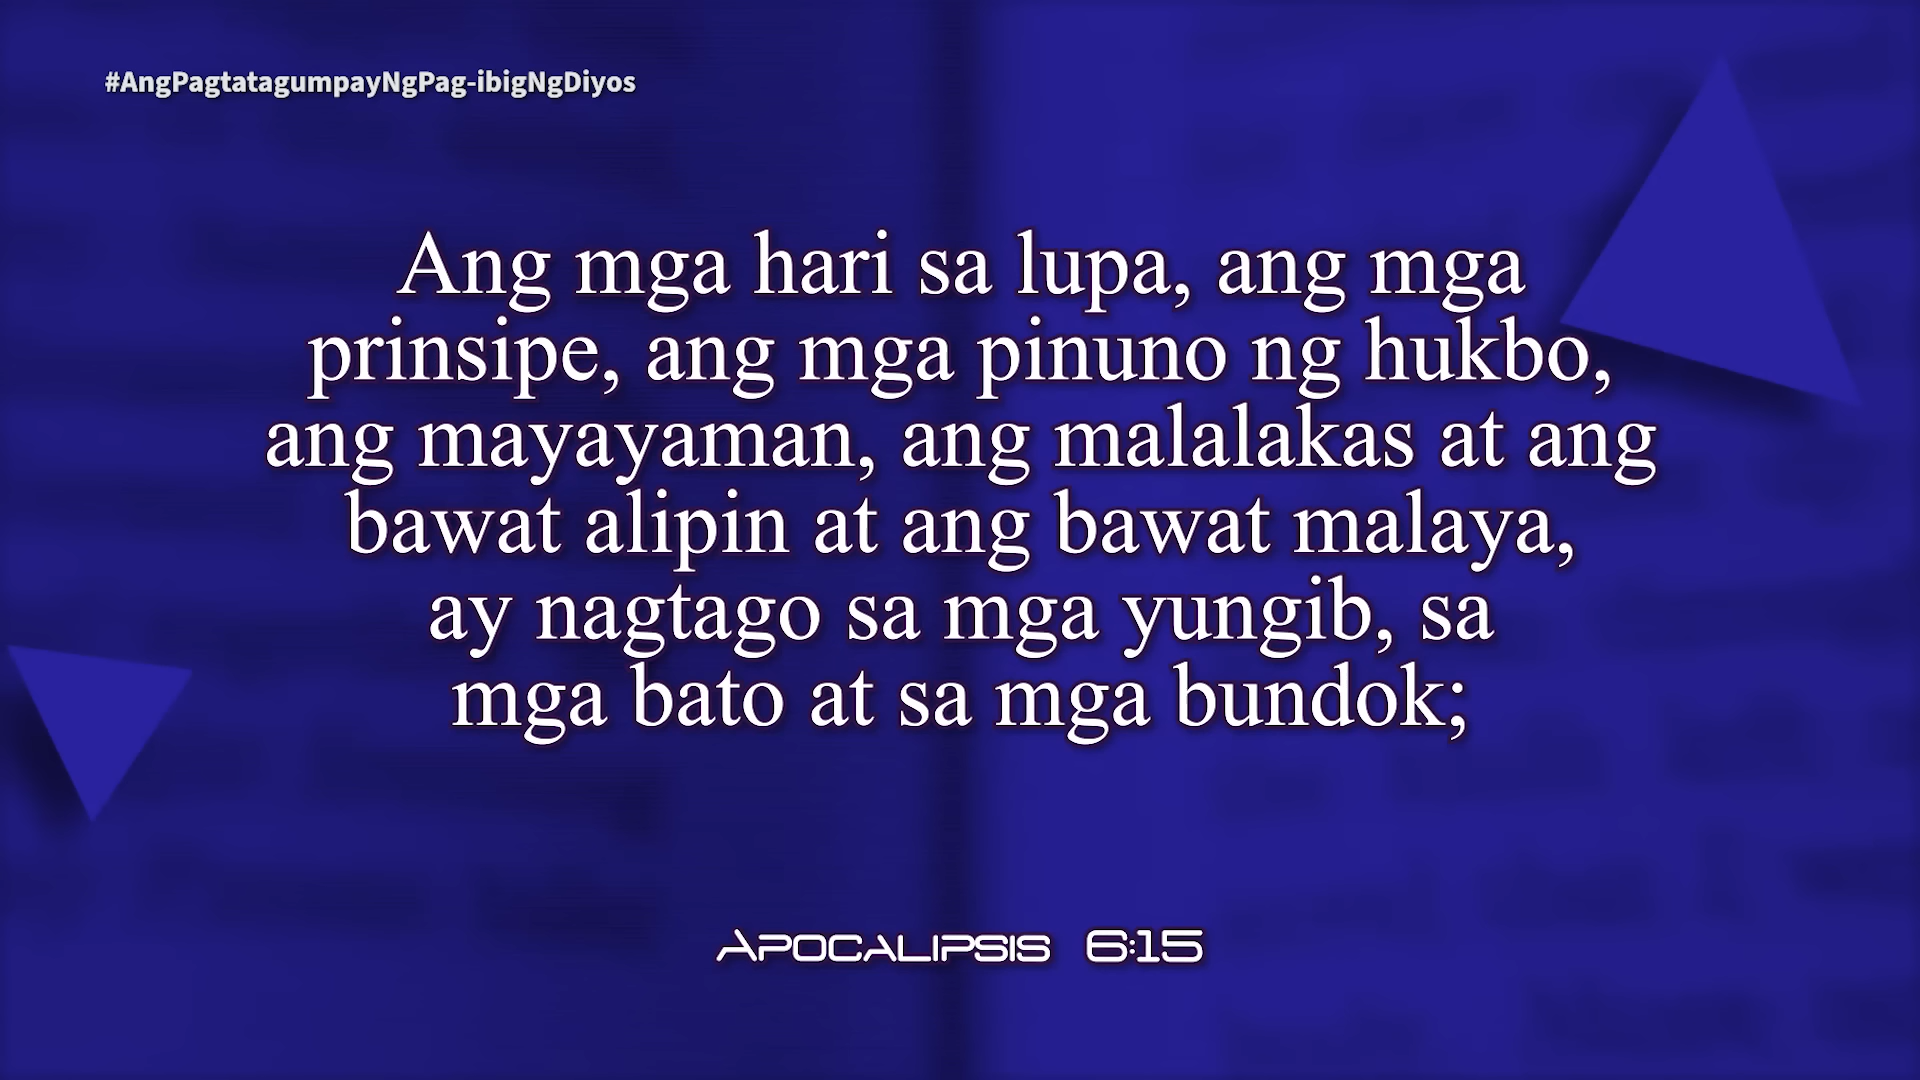 #AngPagtatagumpayNgPag-ibigNgDiyos
Ang mga hari sa lupa, ang mga
prinsipe, ang mga pinuno ng hukbo,
ang mayayaman, ang malalakas at ang
bawat alipin at ang bawat malaya,
ay nagtago sa mga yungib, sa
mga bato at sa mga bundok;
Apocalipsis 6:15